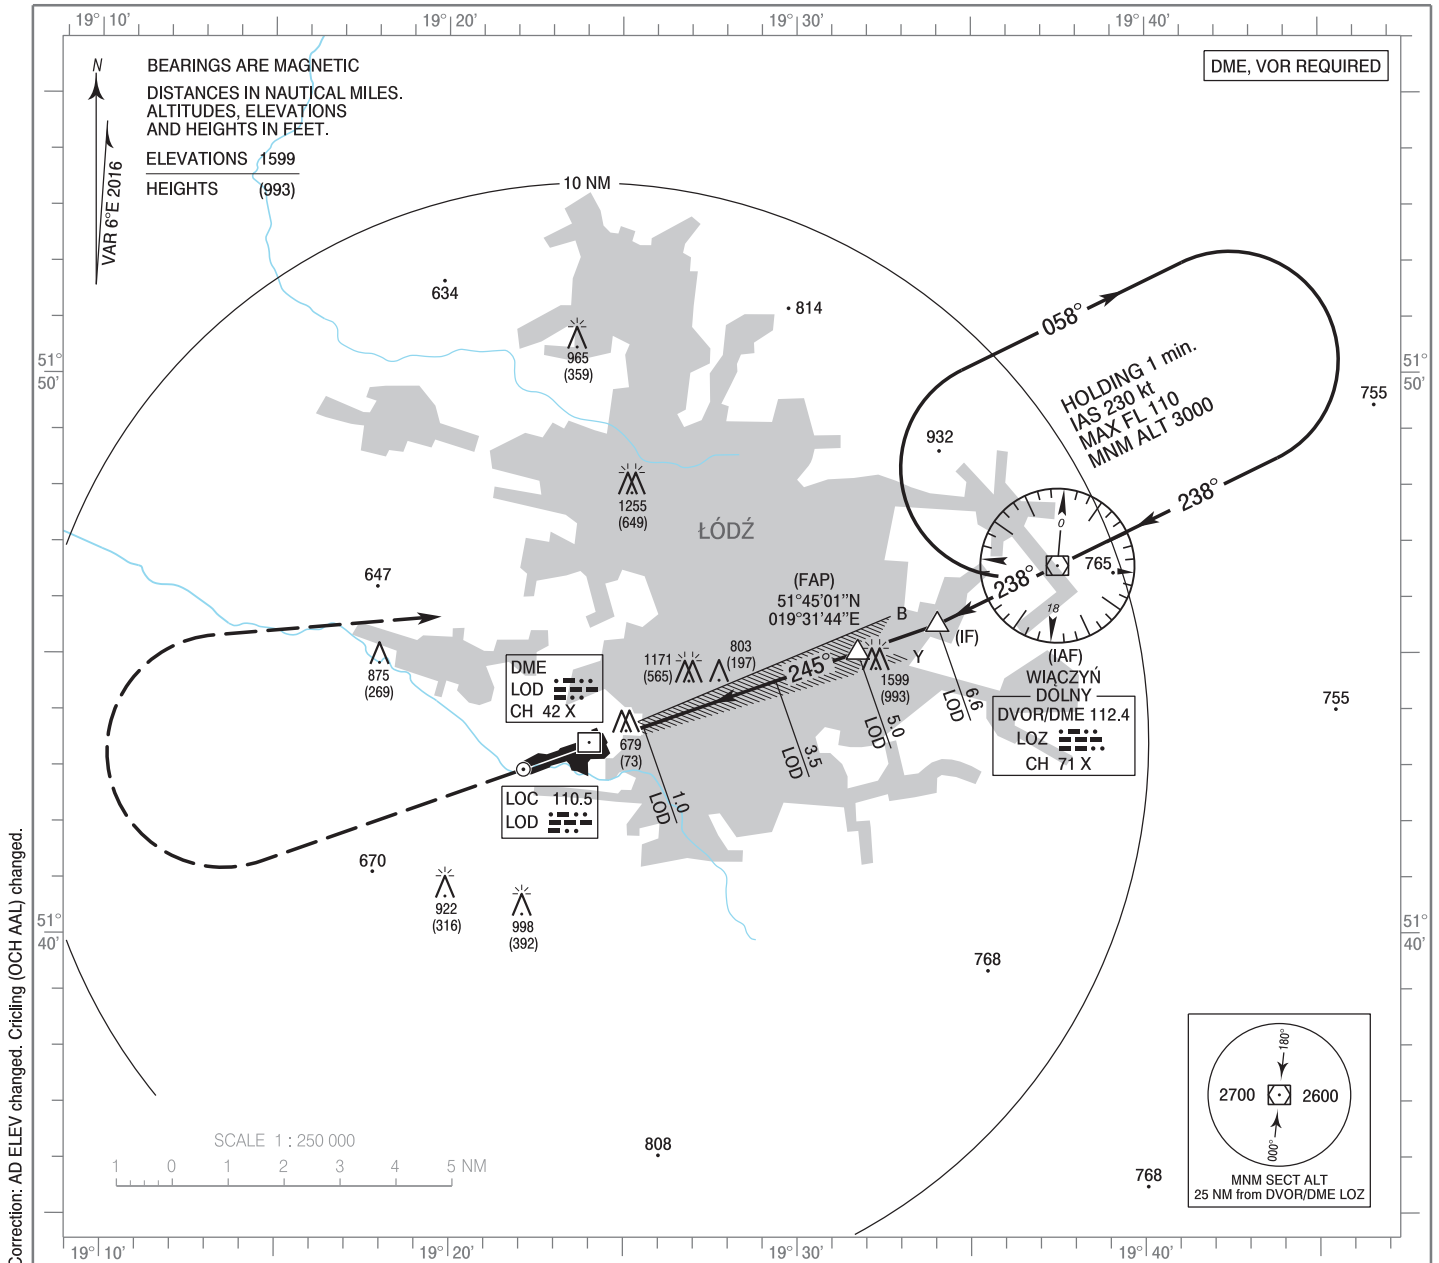 19° 10'
19° 20'
19° 30'
19° 40'
N
VAR 6°E 2016
BEARINGS ARE MAGNETIC
DISTANCES IN NAUTICAL MILES.
ALTITUDES, ELEVATIONS
AND HEIGHTS IN FEET.
ELEVATIONS 1599
HEIGHTS (993)
DME, VOR REQUIRED
10 NM
634
814
965
(359)
058°
HOLDING 1 min.
IAS 230 kt
MAX FL 110
MNM ALT 3000
755
51°
50'
51°
50'
932
238°
1255
(649)
ŁÓDŹ
0
18
765
238°
647
(FAP)
51°45'01''N
019°31'44''E
B
Y
(IF)
(IAF)
WIĄCZYŃ
DOLNY
DVOR/DME 112.4
LOZ
CH 71 X
875
(269)
DME
LOD
CH 42 X
1171
(565)
803
(197)
245°
1599
(993)
679
(73)
6.6
LOD
5.0
LOD
3.5
LOD
1.0
LOD
755
LOC 110.5
LOD
670
922
(316)
998
(392)
51°
40'
51°
40'
768
808
768
SCALE 1 : 250 000
1 0 1 2 3 4 5 NM
180°
2700
2600
000°
MNM SECT ALT
25 NM from DVOR/DME LOZ
19° 10'
19° 20'
19° 30'
19° 40'
Correction: AD ELEV changed. Cricling (OCH AAL) changed.